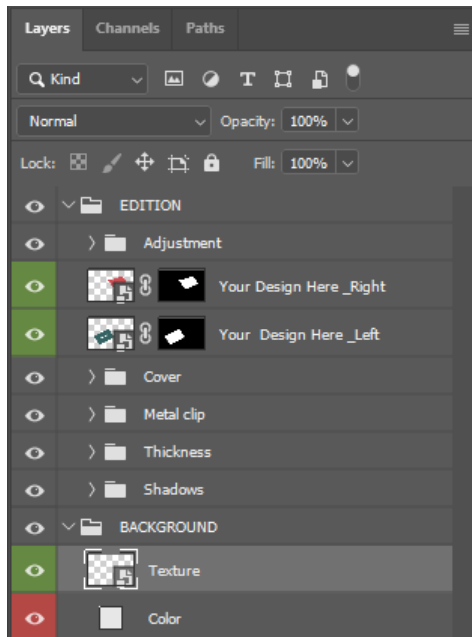 Layers Channels Paths
Kind T
Normal Opacity: 100%
Lock: Fill: 100%
EDITION
Adjustment
Your Design Here _Right
Your  Design Here _Left
Cover
Metal clip
Thickness
Shadows
BACKGROUND
Texture
Color